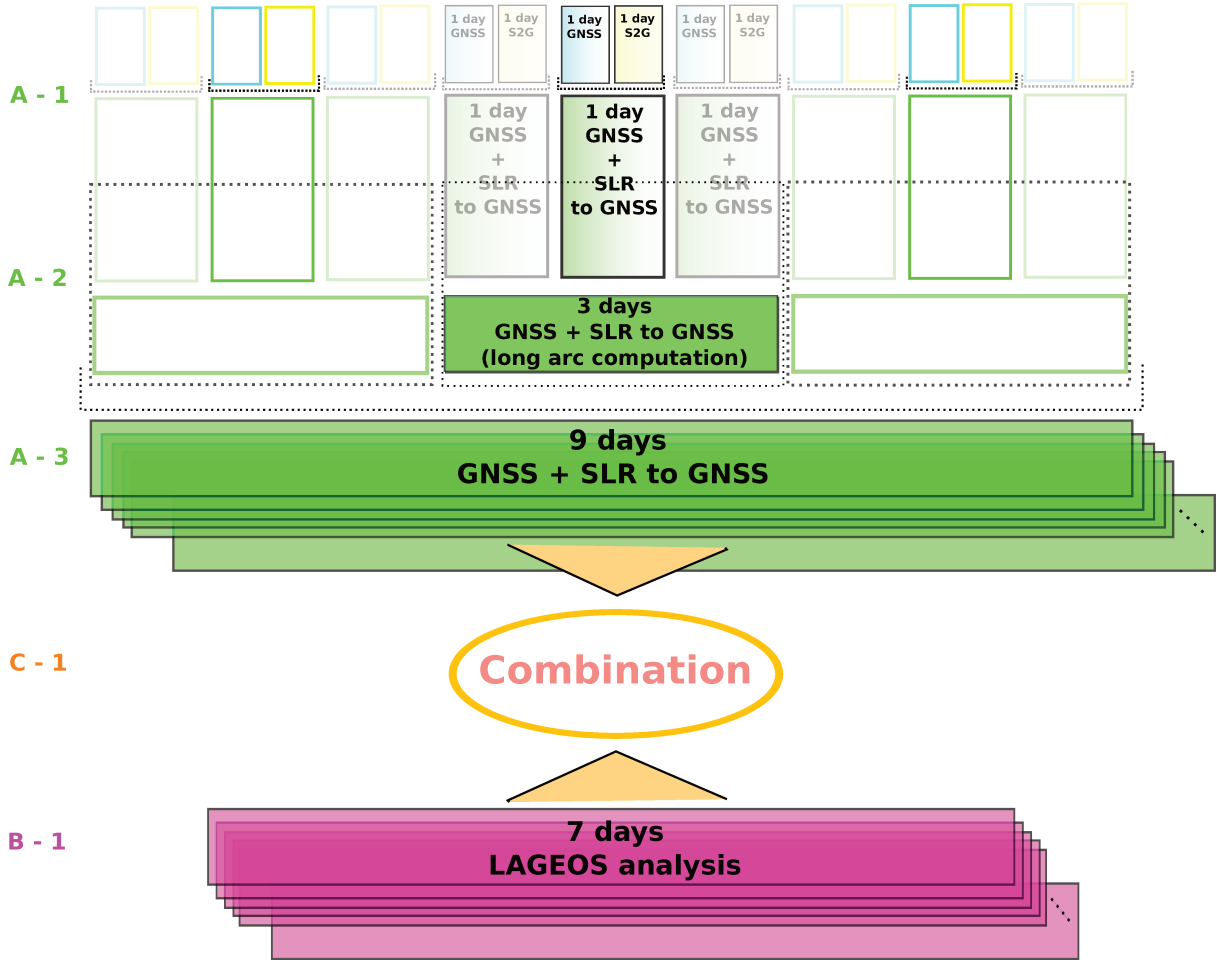 1 day
GNSS
1 day
S2G
1 day
GNSS
1 day
S2G
1 day
GNSS
1 day
S2G
A - 1
1 day
GNSS
+
SLR
to GNSS
1 day
GNSS
+
SLR
to GNSS
1 day
GNSS
+
SLR
to GNSS
A - 2
3 days
GNSS + SLR to GNSS
(long arc computation)
A - 3
9 days
GNSS + SLR to GNSS
C - 1
Combination
B - 1
7 days
LAGEOS analysis